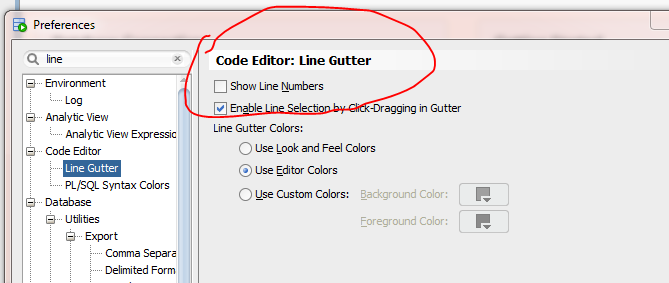 Preferences
line
Environment
Log
Analytic View
Analytic View Expression
Code Editor
Line Gutter
PL/SQL Syntax Colors
Database
Utilities
Export
Comma Separa
Delimited Form
Code Editor: Line Gutter
Show Line Numbers
Enable Line Selection by Click-Dragging in Gutter
Line Gutter Colors:
Use Look and Feel Colors
Use Editor Colors
Use Custom Colors: Background Color:
Foreground Color: